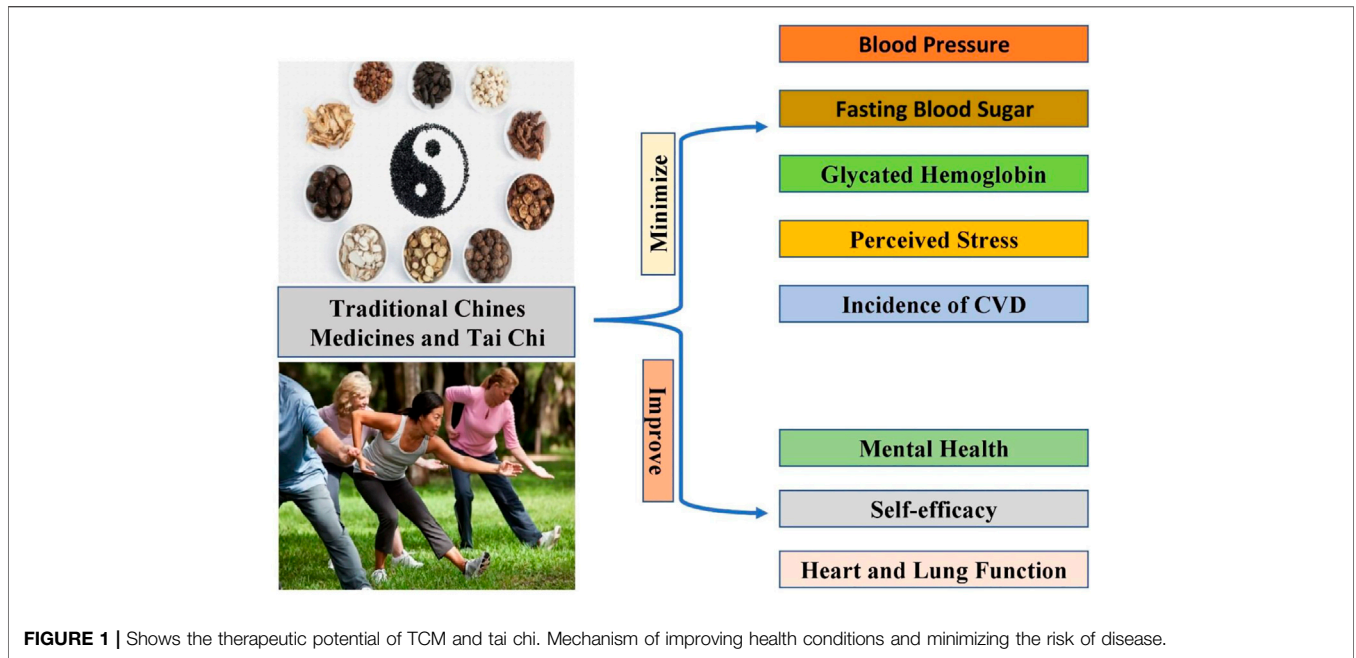 Traditional Chines
Medicines and Tai Chi
Minimize
Improve
Blood Pressure
Fasting Blood Sugar
Glycated Hemoglobin
Perceived Stress
Incidence of CVD
Mental Health
Self-efficacy
Heart and Lung Function
FIGURE 1 | Shows the therapeutic potential of TCM and tai chi. Mechanism of improving health conditions and minimizing the risk of disease.